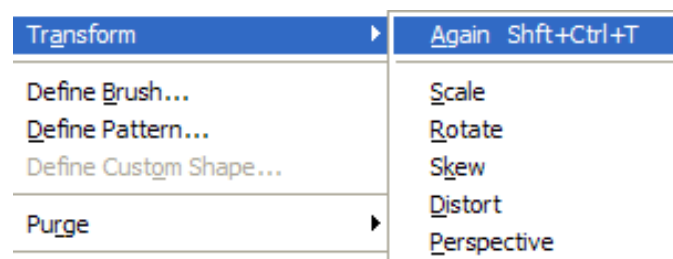 Transform
Define Brush...
Define Pattern...
Define Custom Shape...
Purge
Again Shft+Ctrl+T
Scale
Rotate
Skew
Distort
Perspective